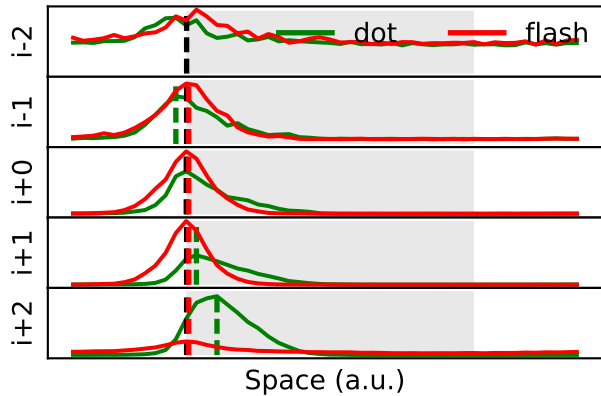 dot flash
i-2
i-1
i+0
i+1
i+2
Space (a.u.)